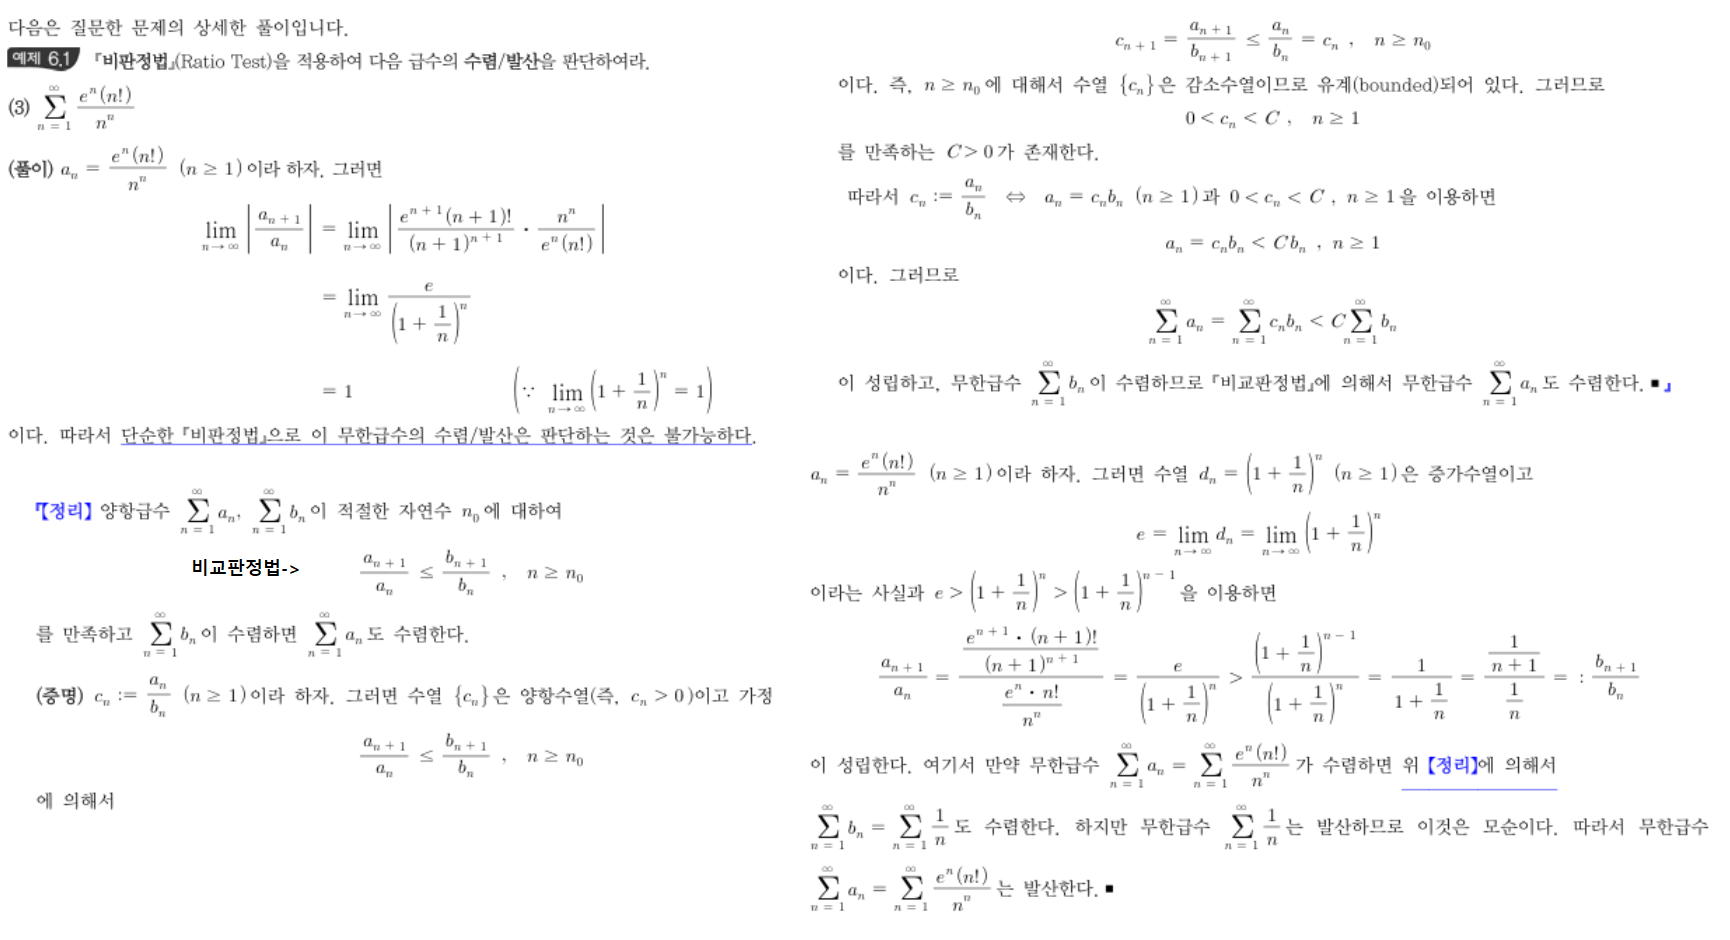 다음은 질문한 문제의 상세한 풀이입니다.
예제 6.1 『비판정법』(Ratio Test)을 적용하여 다음 급수의 수렴/발산을 판단하여라.
(3) $\sum_{n=1}^{\infty} \frac{e^n(n!)}{n^n}$
(풀이) $a_n = \frac{e^n(n!)}{n^n}$ $(n \ge 1)$이라 하자. 그러면
$\lim_{n\to\infty} \left| \frac{a_{n+1}}{a_n} \right| = \lim_{n\to\infty} \left| \frac{e^{n+1}(n+1)!}{(n+1)^{n+1}} \cdot \frac{n^n}{e^n(n!)} \right|$
$= \lim_{n\to\infty} \frac{e}{\left(1+\frac{1}{n}\right)^n}$
$= 1$ $\left(\because \lim_{n\to\infty} \left(1+\frac{1}{n}\right)^n = 1\right)$
이다. 따라서 단순한 『비판정법』으로 이 무한급수의 수렴/발산은 판단하는 것은 불가능하다.
『【정리】 양항급수 $\sum_{n=1}^{\infty} a_n, \sum_{n=1}^{\infty} b_n$이 적절한 자연수 $n_0$에 대하여
비교판정법-> $\frac{a_{n+1}}{a_n} \le \frac{b_{n+1}}{b_n}$ , $n \ge n_0$
를 만족하고 $\sum_{n=1}^{\infty} b_n$이 수렴하면 $\sum_{n=1}^{\infty} a_n$도 수렴한다.
(증명) $c_n := \frac{a_n}{b_n}$ $(n \ge 1)$이라 하자. 그러면 수열 $\{c_n\}$은 양항수열(즉, $c_n > 0$)이고 가정
$\frac{a_{n+1}}{a_n} \le \frac{b_{n+1}}{b_n}$ , $n \ge n_0$
에 의해서
$c_{n+1} = \frac{a_{n+1}}{b_{n+1}} \le \frac{a_n}{b_n} = c_n$ , $n \ge n_0$
이다. 즉, $n \ge n_0$에 대해서 수열 $\{c_n\}$은 감소수열이므로 유계(bounded)되어 있다. 그러므로
$0 < c_n < C$ , $n \ge 1$
를 만족하는 $C > 0$가 존재한다.
따라서 $c_n := \frac{a_n}{b_n} \Leftrightarrow a_n = c_n b_n$ $(n \ge 1)$과 $0 < c_n < C$ , $n \ge 1$을 이용하면
$a_n = c_n b_n < C b_n$ , $n \ge 1$
이다. 그러므로
$\sum_{n=1}^{\infty} a_n = \sum_{n=1}^{\infty} c_n b_n < C \sum_{n=1}^{\infty} b_n$
이 성립하고, 무한급수 $\sum_{n=1}^{\infty} b_n$이 수렴하므로 『비교판정법』에 의해서 무한급수 $\sum_{n=1}^{\infty} a_n$도 수렴한다. ■ 』
$a_n = \frac{e^n(n!)}{n^n}$ $(n \ge 1)$이라 하자. 그러면 수열 $d_n = \left(1+\frac{1}{n}\right)^n$ $(n \ge 1)$은 증가수열이고
$e = \lim_{n\to\infty} d_n = \lim_{n\to\infty} \left(1+\frac{1}{n}\right)^n$
이라는 사실과 $e > \left(1+\frac{1}{n}\right)^n > \left(1+\frac{1}{n}\right)^{n-1}$을 이용하면
$\frac{a_{n+1}}{a_n} = \frac{\frac{e^{n+1} \cdot (n+1)!}{(n+1)^{n+1}}}{\frac{e^n \cdot n!}{n^n}} = \frac{e}{\left(1+\frac{1}{n}\right)^n} > \frac{\left(1+\frac{1}{n}\right)^{n-1}}{\left(1+\frac{1}{n}\right)^n} = \frac{1}{1+\frac{1}{n}} = \frac{\frac{1}{n+1}}{\frac{1}{n}} = : \frac{b_{n+1}}{b_n}$
이 성립한다. 여기서 만약 무한급수 $\sum_{n=1}^{\infty} a_n = \sum_{n=1}^{\infty} \frac{e^n(n!)}{n^n}$가 수렴하면 위 【정리】에 의해서
$\sum_{n=1}^{\infty} b_n = \sum_{n=1}^{\infty} \frac{1}{n}$도 수렴한다. 하지만 무한급수 $\sum_{n=1}^{\infty} \frac{1}{n}$는 발산하므로 이것은 모순이다. 따라서 무한급수
$\sum_{n=1}^{\infty} a_n = \sum_{n=1}^{\infty} \frac{e^n(n!)}{n^n}$는 발산한다. ■